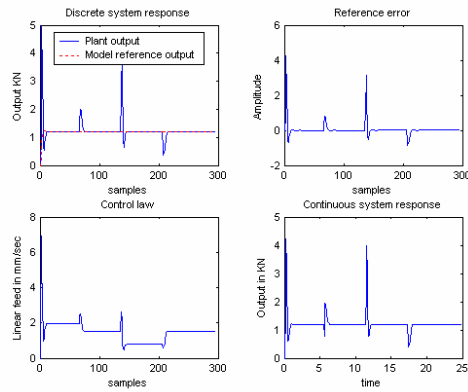 Discrete system response
Plant output
Model reference output
Output KN
5
4
3
2
1
0
0
100
200
300
samples
Reference error
Amplitude
6
4
2
0
-2
0
100
200
300
samples
Control law
Linear feed in mm/sec
8
6
4
2
0
0
100
200
300
samples
Continuous system response
Output in KN
5
4
3
2
1
0
0
5
10
15
20
25
time